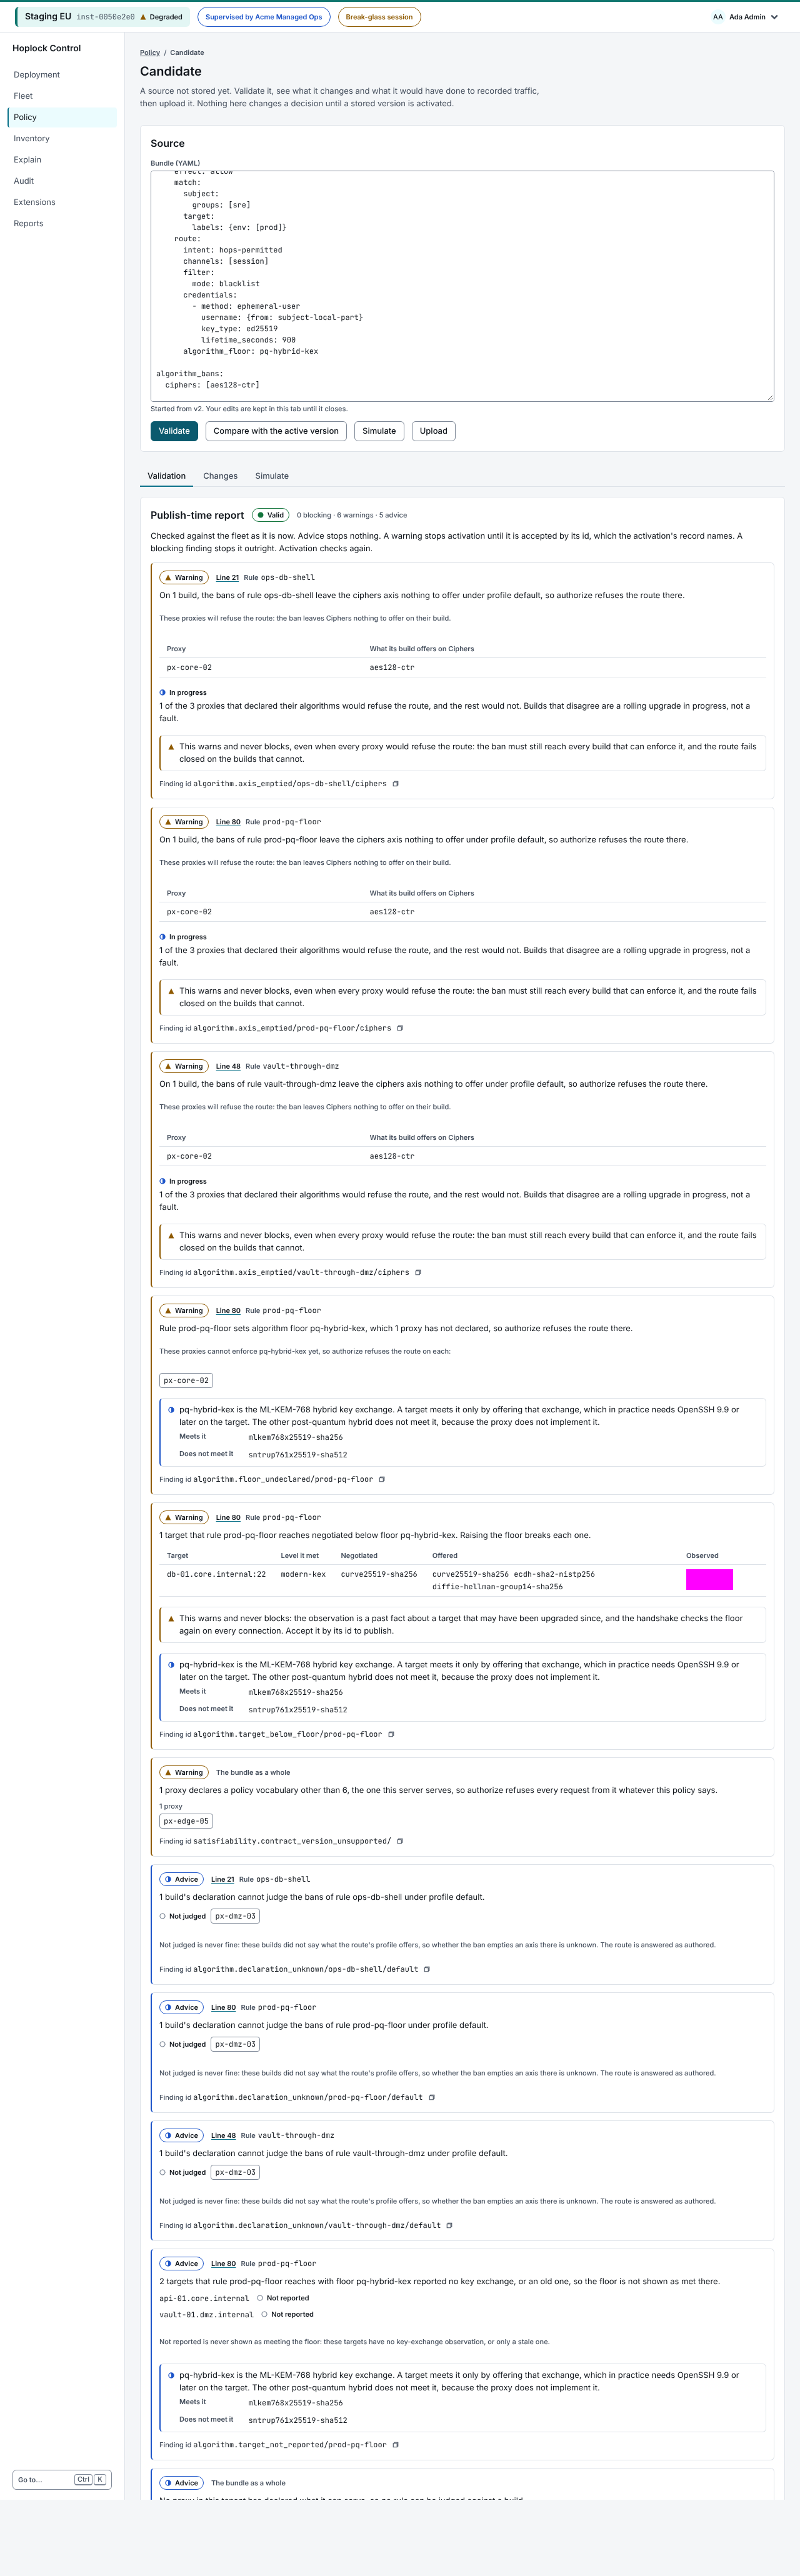 Staging EU inst-0050e2e0 Degraded Supervised by Acme Managed Ops Break-glass session AA Ada Admin
Hoplock Control
Deployment
Fleet
Policy
Inventory
Explain
Audit
Extensions
Reports
Go to... Ctrl K
Policy / Candidate
Candidate
A source not stored yet. Validate it, see what it changes and what it would have done to recorded traffic,
then upload it. Nothing here changes a decision until a stored version is activated.
Source
Bundle (YAML)
effect: allow
match:
subject:
groups: [sre]
target:
labels: {env: [prod]}
route:
intent: hops-permitted
channels: [session]
filter:
mode: blacklist
credentials:
- method: ephemeral-user
username: {from: subject-local-part}
key_type: ed25519
lifetime_seconds: 900
algorithm_floor: pq-hybrid-kex
algorithm_bans:
ciphers: [aes128-ctr]
Started from v2. Your edits are kept in this tab until it closes.
Validate Compare with the active version Simulate Upload
Validation Changes Simulate
Publish-time report Valid 0 blocking · 6 warnings · 5 advice
Checked against the fleet as it is now. Advice stops nothing. A warning stops activation until it is accepted by its id, which the activation's record names. A
blocking finding stops it outright. Activation checks again.
Warning Line 21 Rule ops-db-shell
On 1 build, the bans of rule ops-db-shell leave the ciphers axis nothing to offer under profile default, so authorize refuses the route there.
These proxies will refuse the route: the ban leaves Ciphers nothing to offer on their build.
Proxy What its build offers on Ciphers
px-core-02 aes128-ctr
In progress
1 of the 3 proxies that declared their algorithms would refuse the route, and the rest would not. Builds that disagree are a rolling upgrade in progress, not a
fault.
This warns and never blocks, even when every proxy would refuse the route: the ban must still reach every build that can enforce it, and the route fails
closed on the builds that cannot.
Finding id algorithm.axis_emptied/ops-db-shell/ciphers
Warning Line 80 Rule prod-pq-floor
On 1 build, the bans of rule prod-pq-floor leave the ciphers axis nothing to offer under profile default, so authorize refuses the route there.
These proxies will refuse the route: the ban leaves Ciphers nothing to offer on their build.
Proxy What its build offers on Ciphers
px-core-02 aes128-ctr
In progress
1 of the 3 proxies that declared their algorithms would refuse the route, and the rest would not. Builds that disagree are a rolling upgrade in progress, not a
fault.
This warns and never blocks, even when every proxy would refuse the route: the ban must still reach every build that can enforce it, and the route fails
closed on the builds that cannot.
Finding id algorithm.axis_emptied/prod-pq-floor/ciphers
Warning Line 48 Rule vault-through-dmz
On 1 build, the bans of rule vault-through-dmz leave the ciphers axis nothing to offer under profile default, so authorize refuses the route there.
These proxies will refuse the route: the ban leaves Ciphers nothing to offer on their build.
Proxy What its build offers on Ciphers
px-core-02 aes128-ctr
In progress
1 of the 3 proxies that declared their algorithms would refuse the route, and the rest would not. Builds that disagree are a rolling upgrade in progress, not a
fault.
This warns and never blocks, even when every proxy would refuse the route: the ban must still reach every build that can enforce it, and the route fails
closed on the builds that cannot.
Finding id algorithm.axis_emptied/vault-through-dmz/ciphers
Warning Line 80 Rule prod-pq-floor
Rule prod-pq-floor sets algorithm floor pq-hybrid-kex, which 1 proxy has not declared, so authorize refuses the route there.
These proxies cannot enforce pq-hybrid-kex yet, so authorize refuses the route on each:
px-core-02
pq-hybrid-kex is the ML-KEM-768 hybrid key exchange. A target meets it only by offering that exchange, which in practice needs OpenSSH 9.9 or
later on the target. The other post-quantum hybrid does not meet it, because the proxy does not implement it.
Meets it mlkem768x25519-sha256
Does not meet it sntrup761x25519-sha512
Finding id algorithm.floor_undeclared/prod-pq-floor
Warning Line 80 Rule prod-pq-floor
1 target that rule prod-pq-floor reaches negotiated below floor pq-hybrid-kex. Raising the floor breaks each one.
Target Level it met Negotiated Offered Observed
db-01.core.internal:22 modern-kex curve25519-sha256 curve25519-sha256 ecdh-sha2-nistp256
diffie-hellman-group14-sha256
This warns and never blocks: the observation is a past fact about a target that may have been upgraded since, and the handshake checks the floor
again on every connection. Accept it by its id to publish.
pq-hybrid-kex is the ML-KEM-768 hybrid key exchange. A target meets it only by offering that exchange, which in practice needs OpenSSH 9.9 or
later on the target. The other post-quantum hybrid does not meet it, because the proxy does not implement it.
Meets it mlkem768x25519-sha256
Does not meet it sntrup761x25519-sha512
Finding id algorithm.target_below_floor/prod-pq-floor
Warning The bundle as a whole
1 proxy declares a policy vocabulary other than 6, the one this server serves, so authorize refuses every request from it whatever this policy says.
1 proxy
px-edge-05
Finding id satisfiability.contract_version_unsupported/
Advice Line 21 Rule ops-db-shell
1 build's declaration cannot judge the bans of rule ops-db-shell under profile default.
Not judged px-dmz-03
Not judged is never fine: these builds did not say what the route's profile offers, so whether the ban empties an axis there is unknown. The route is answered as authored.
Finding id algorithm.declaration_unknown/ops-db-shell/default
Advice Line 80 Rule prod-pq-floor
1 build's declaration cannot judge the bans of rule prod-pq-floor under profile default.
Not judged px-dmz-03
Not judged is never fine: these builds did not say what the route's profile offers, so whether the ban empties an axis there is unknown. The route is answered as authored.
Finding id algorithm.declaration_unknown/prod-pq-floor/default
Advice Line 48 Rule vault-through-dmz
1 build's declaration cannot judge the bans of rule vault-through-dmz under profile default.
Not judged px-dmz-03
Not judged is never fine: these builds did not say what the route's profile offers, so whether the ban empties an axis there is unknown. The route is answered as authored.
Finding id algorithm.declaration_unknown/vault-through-dmz/default
Advice Line 80 Rule prod-pq-floor
2 targets that rule prod-pq-floor reaches with floor pq-hybrid-kex reported no key exchange, or an old one, so the floor is not shown as met there.
api-01.core.internal Not reported
vault-01.dmz.internal Not reported
Not reported is never shown as meeting the floor: these targets have no key-exchange observation, or only a stale one.
pq-hybrid-kex is the ML-KEM-768 hybrid key exchange. A target meets it only by offering that exchange, which in practice needs OpenSSH 9.9 or
later on the target. The other post-quantum hybrid does not meet it, because the proxy does not implement it.
Meets it mlkem768x25519-sha256
Does not meet it sntrup761x25519-sha512
Finding id algorithm.target_not_reported/prod-pq-floor
Advice The bundle as a whole